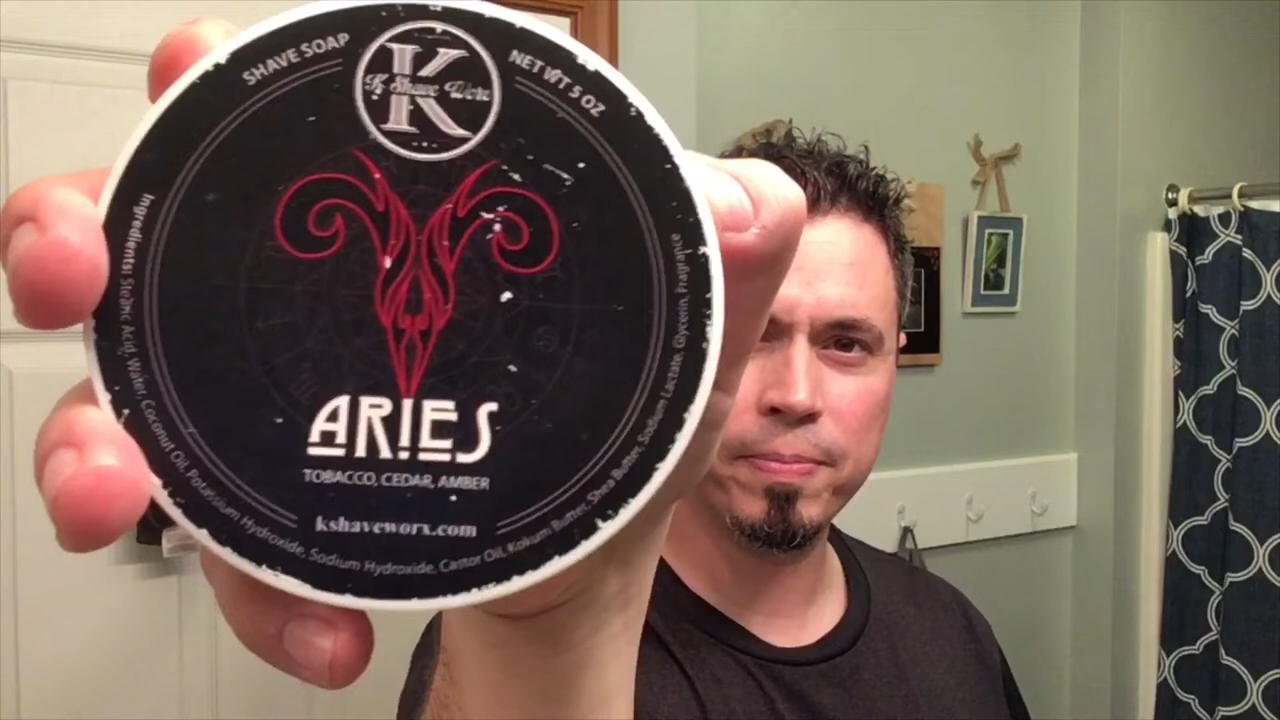 SHAVE SOAP
K
K Shave Worx
NET WT 5 OZ
ARIES
TOBACCO, CEDAR, AMBER
kshaveworx.com
Ingredients: Stearic Acid, Water, Coconut Oil, Potassium Hydroxide, Sodium Hydroxide, Castor Oil, Kokum Butter, Shea Butter, Sodium Lactate, Glycerin, Fragrance